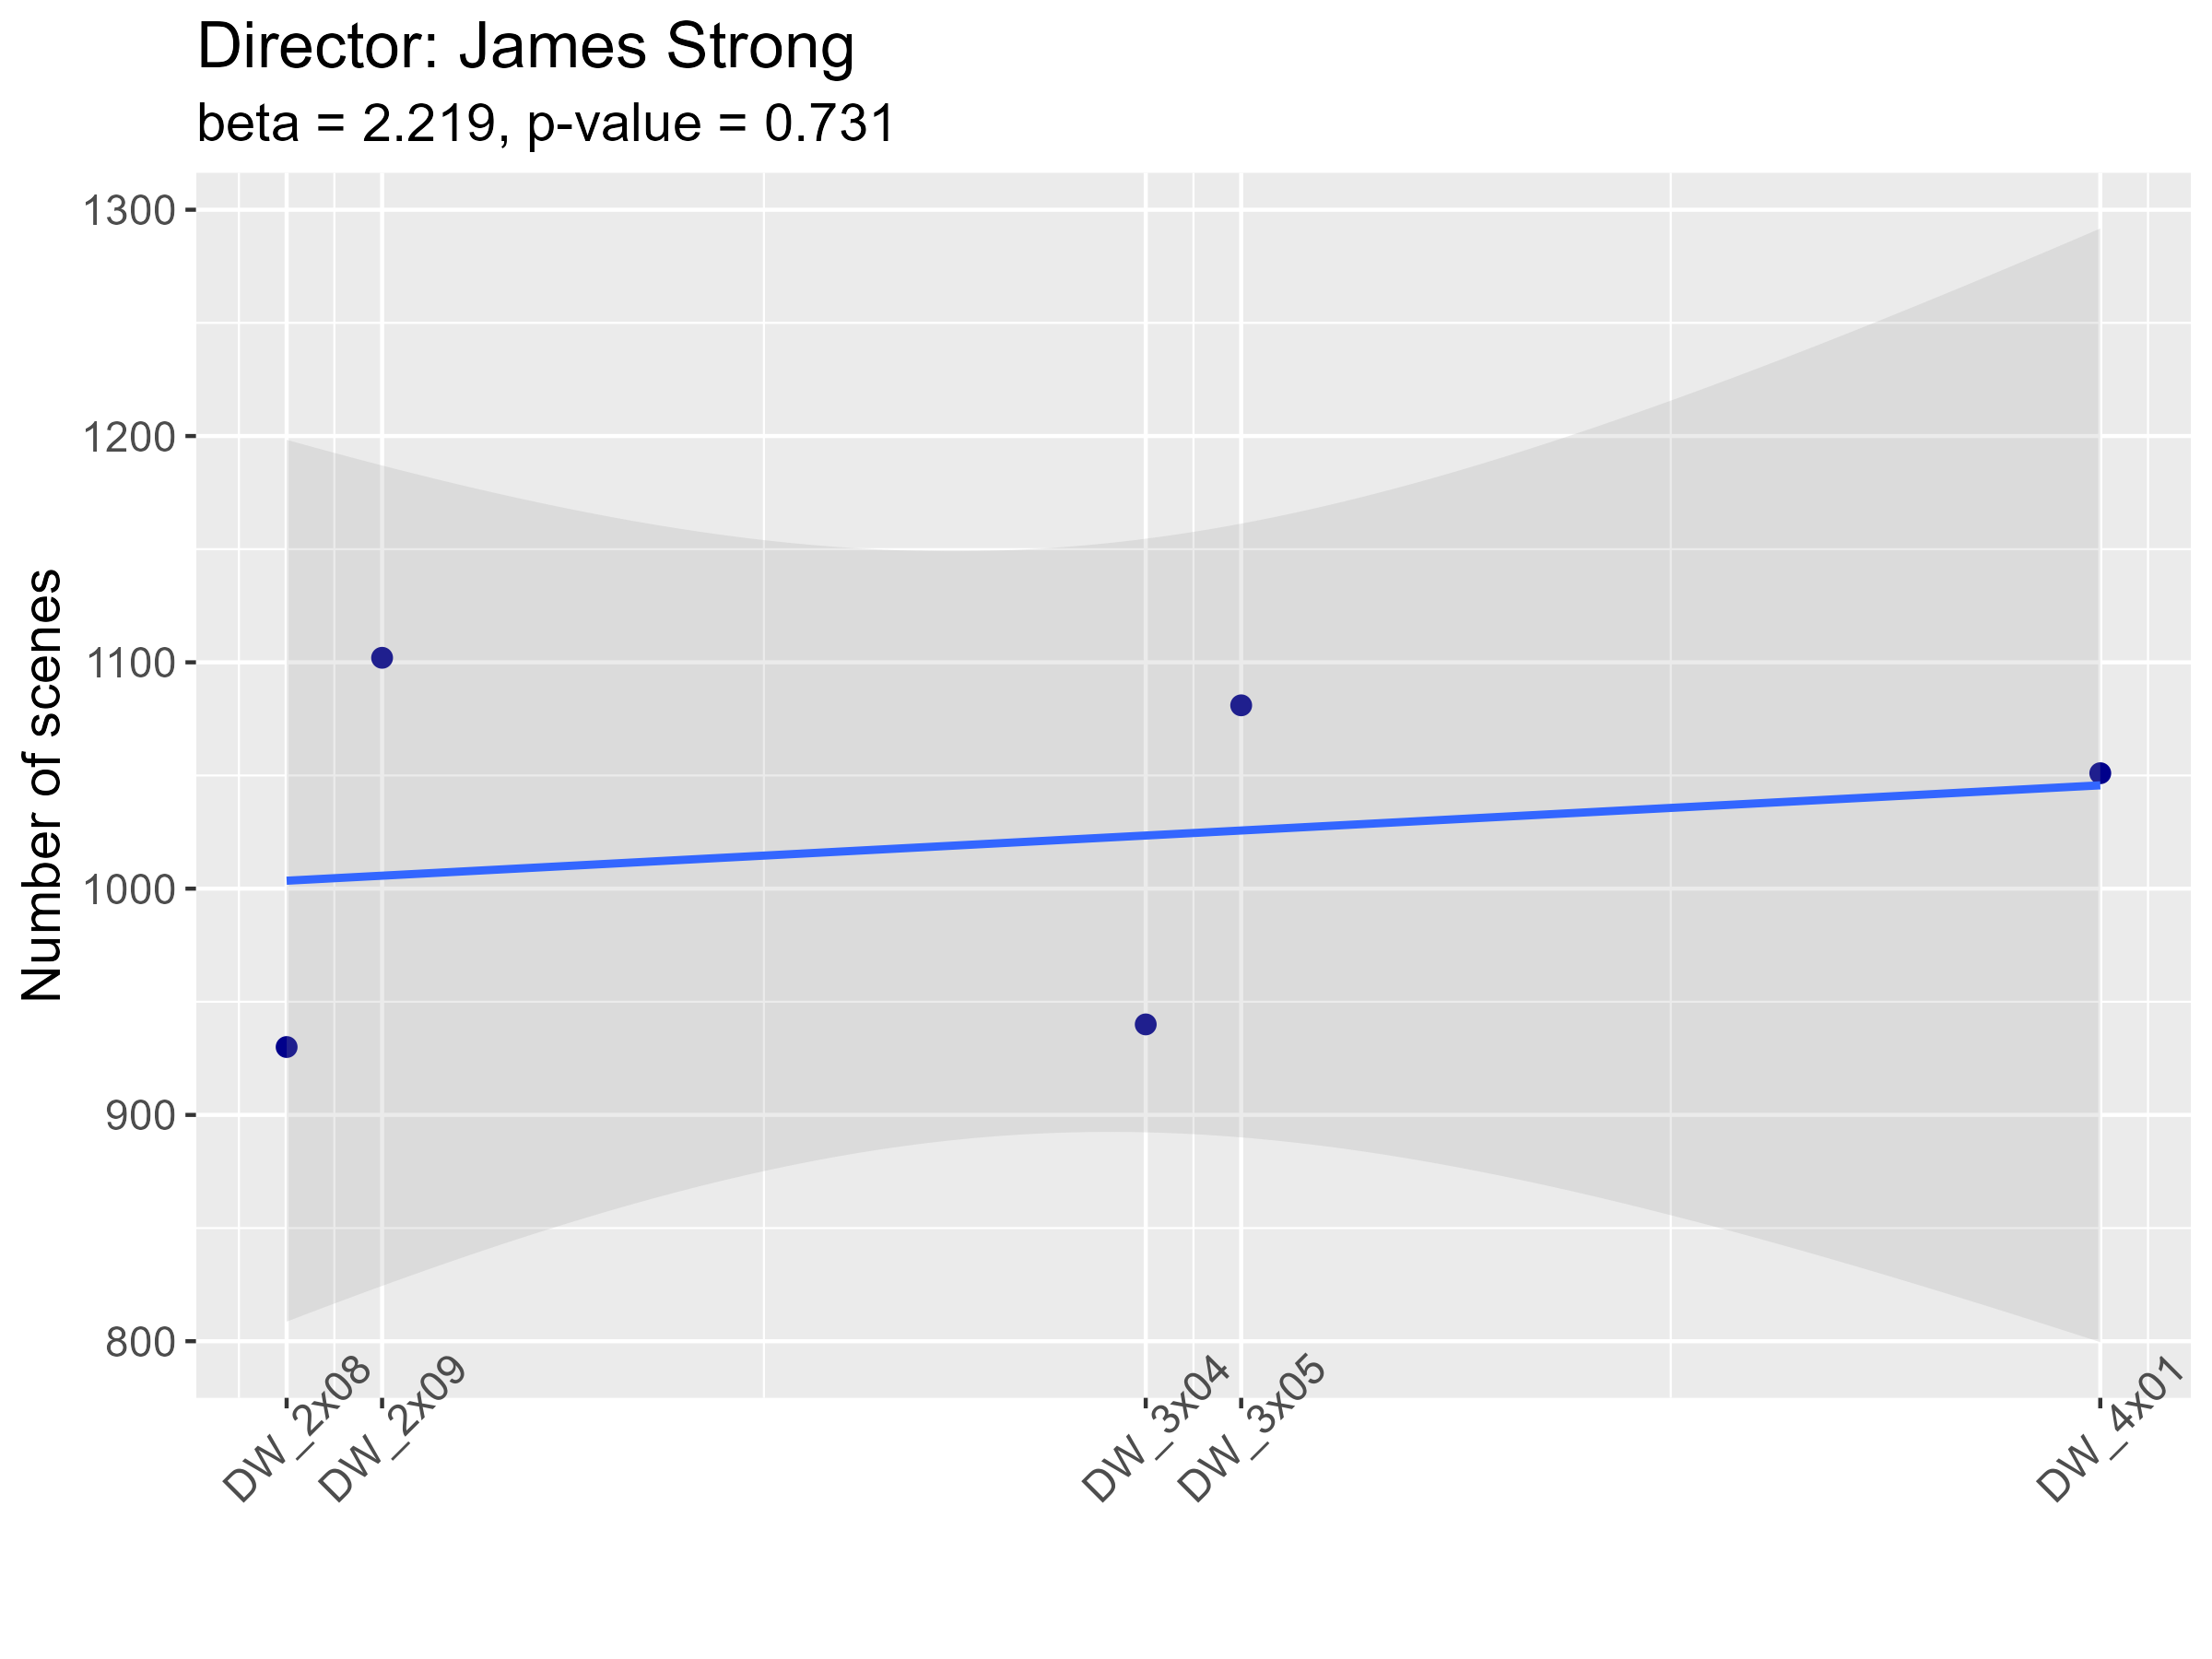 Director: James Strong
beta = 2.219, p-value = 0.731
Number of scenes
1300
1200
1100
1000
900
800
DW_2x08
DW_2x09
DW_3x04
DW_3x05
DW_4x01